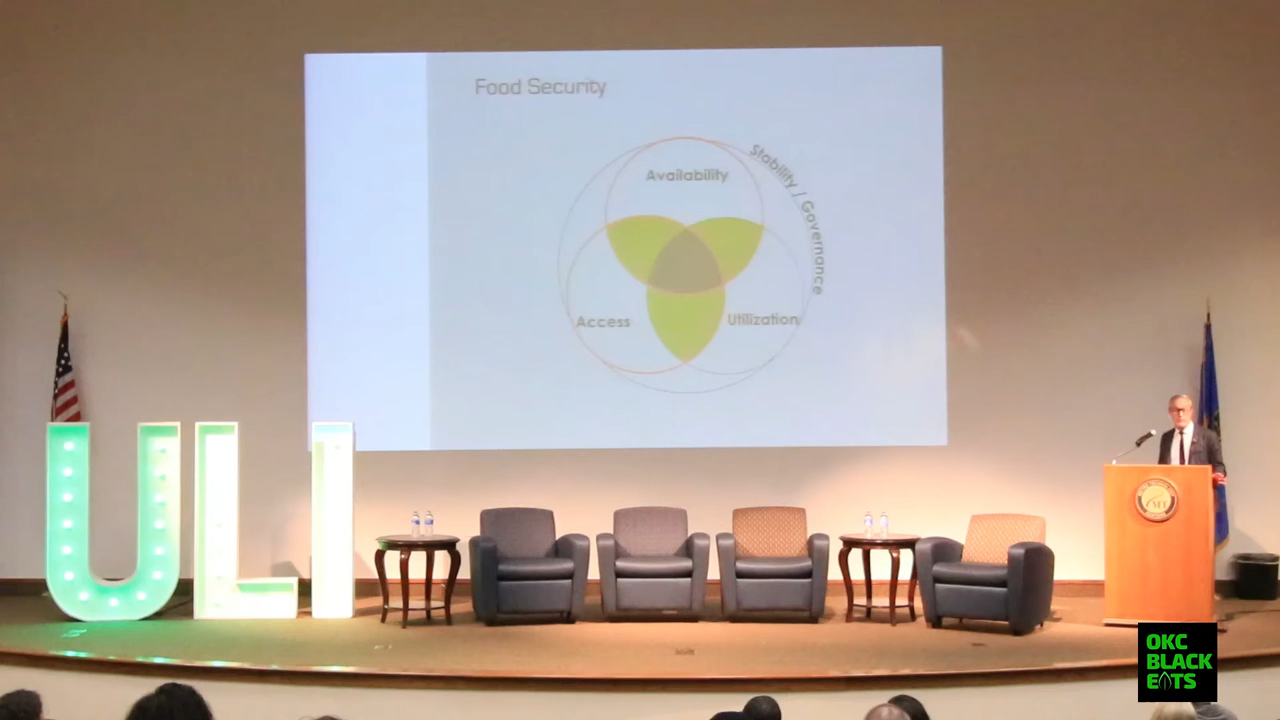 Food Security
Availability
Stability / Governance
Access
Utilization
ULI
OKC
BLACK
EATS